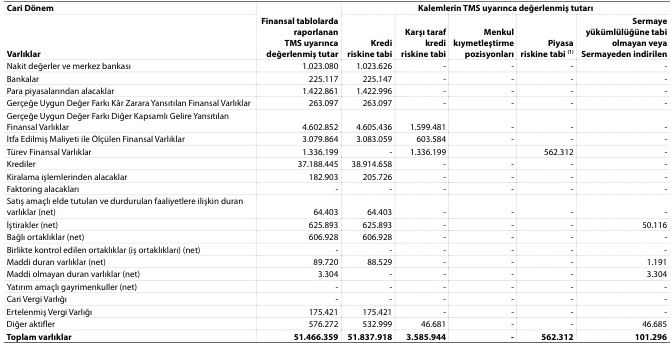 Cari Dönem Kalemlerin TMS uyarınca değerlenmiş tutarı
Finansal tablolarda Sermaye
raporlanan Karşı taraf Menkul yükümlülüğüne tabi
TMS uyarınca Kredi kredi kıymetleştirme Piyasa olmayan veya
Varlıklar değerlenmiş tutar riskine tabi riskine tabi pozisyonları riskine tabi (1) Sermayeden indirilen
Nakit değerler ve merkez bankası 1.023.080 1.023.626 - - - -
Bankalar 225.117 225.147 - - - -
Para piyasalarından alacaklar 1.422.861 1.422.996 - - - -
Gerçeğe Uygun Değer Farkı Kâr Zarara Yansıtılan Finansal Varlıklar 263.097 263.097 - - - -
Gerçeğe Uygun Değer Farkı Diğer Kapsamlı Gelire Yansıtılan
Finansal Varlıklar 4.602.852 4.605.436 1.599.481 - - -
İtfa Edilmiş Maliyeti ile Ölçülen Finansal Varlıklar 3.079.864 3.083.059 603.584 - - -
Türev Finansal Varlıklar 1.336.199 - 1.336.199 - 562.312 -
Krediler 37.188.445 38.914.658 - - - -
Kiralama işlemlerinden alacaklar 182.903 205.726 - - - -
Faktoring alacakları - - - - - -
Satış amaçlı elde tutulan ve durdurulan faaliyetlere ilişkin duran
varlıklar (net) 64.403 64.403 - - - -
İştirakler (net) 625.893 625.893 - - - 50.116
Bağlı ortaklıklar (net) 606.928 606.928 - - - -
Birlikte kontrol edilen ortaklıklar (iş ortaklıkları) (net) - - - - - -
Maddi duran varlıklar (net) 89.720 88.529 - - - 1.191
Maddi olmayan duran varlıklar (net) 3.304 - - - - 3.304
Yatırım amaçlı gayrimenkuller (net) - - - - - -
Cari Vergi Varlığı - - - - - -
Ertelenmiş Vergi Varlığı 175.421 175.421 - - - -
Diğer aktifler 576.272 532.999 46.681 - - 46.685
Toplam varlıklar 51.466.359 51.837.918 3.585.944 - 562.312 101.296